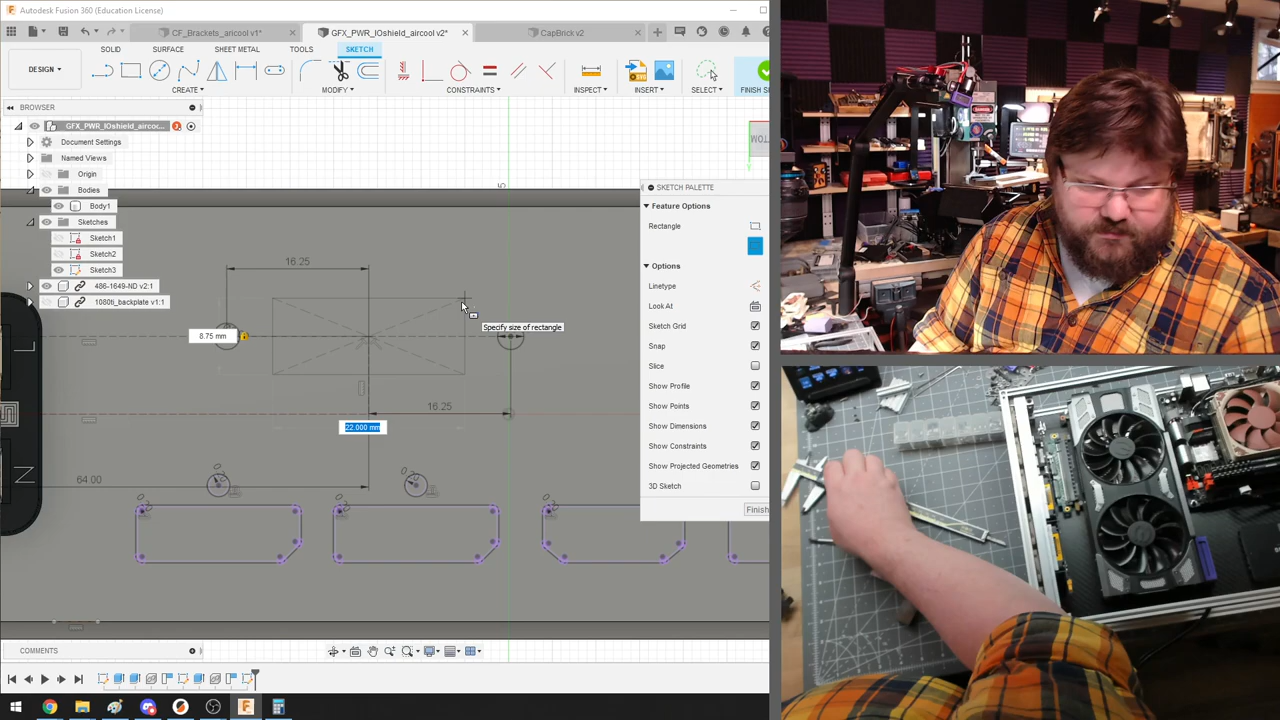 Autodesk Fusion 360 (Education License)
CF_Brackets_aircool v1*
GFX_PWR_IOshield_aircool v2*
CapBrick v2
DESIGN
SOLID
SURFACE
SHEET METAL
TOOLS
SKETCH
CREATE
MODIFY
CONSTRAINTS
INSPECT
INSERT
SELECT
FINISH SK
BROWSER
GFX_PWR_IOshield_aircoc...
Document Settings
Named Views
Origin
Bodies
Body1
Sketches
Sketch1
Sketch2
Sketch3
486-1649-ND v2:1
1080ti_backplate v1:1
16.25
8.75 mm
Specify size of rectangle
16.25
22.000 mm
64.00
SKETCH PALETTE
Feature Options
Rectangle
Options
Linetype
Look At
Sketch Grid
Snap
Slice
Show Profile
Show Points
Show Dimensions
Show Constraints
Show Projected Geometries
3D Sketch
Finish
COMMENTS